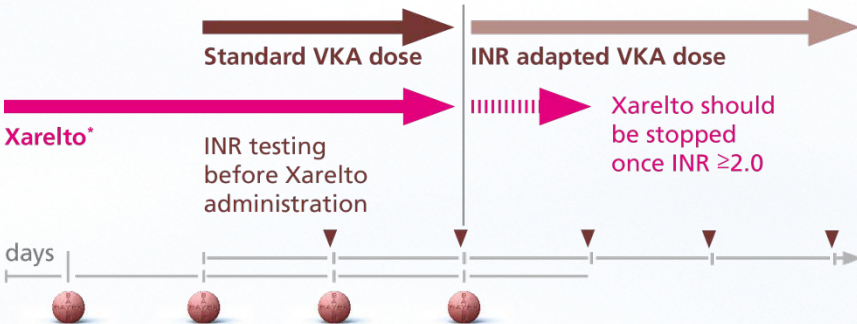 Standard VKA dose
INR adapted VKA dose
Xarelto*
Xarelto should
be stopped
once INR ≥2.0
INR testing
before Xarelto
administration
days